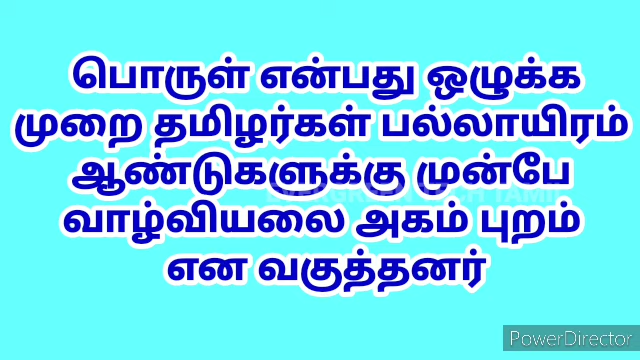 பொருள் என்பது ஒழுக்க
முறை தமிழர்கள் பல்லாயிரம்
ஆண்டுகளுக்கு முன்பே
வாழ்வியலை அகம் புறம்
என வகுத்தனர்
PowerDirector